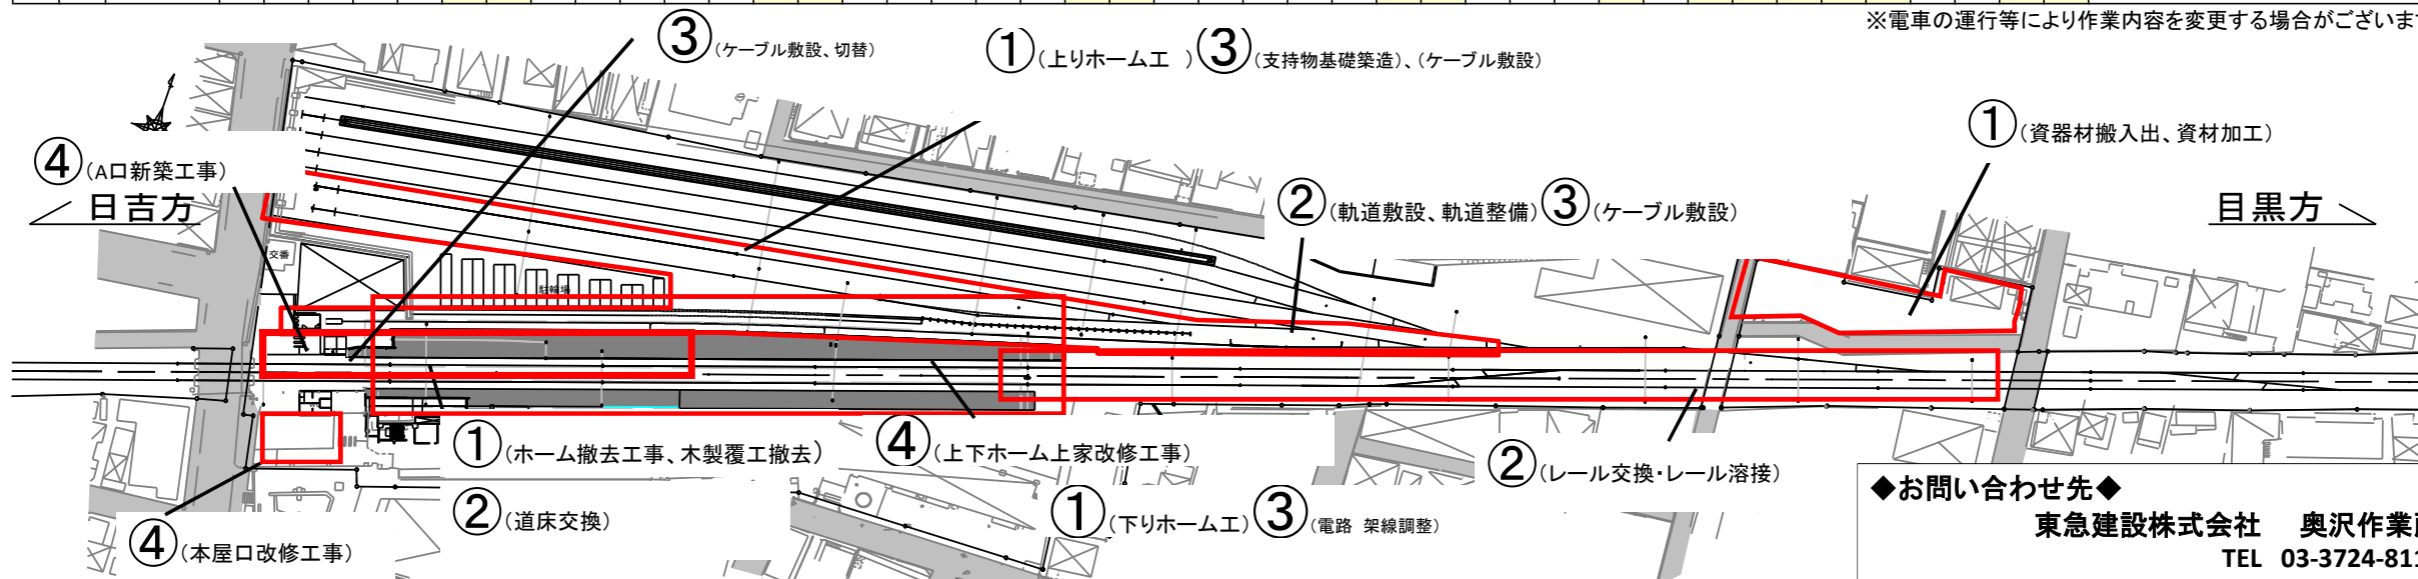 ※電車の運行等により作業内容を変更する場合がございま
③(ケーブル敷設、切替)
①(上りホーム工 )③(支持物基礎築造)、(ケーブル敷設)
①(資器材搬入出、資材加工)
④(A口新築工事)
日吉方
②(軌道敷設、軌道整備)③(ケーブル敷設)
目黒方
交番
駐輪場
①(ホーム撤去工事、木製覆工撤去)
④(上下ホーム上家改修工事)
②(レール交換・レール溶接)
②(道床交換)
①(下りホーム工)③(電路 架線調整)
④(本屋口改修工事)
◆お問い合わせ先◆
東急建設株式会社 奥沢作業
TEL 03-3724-811